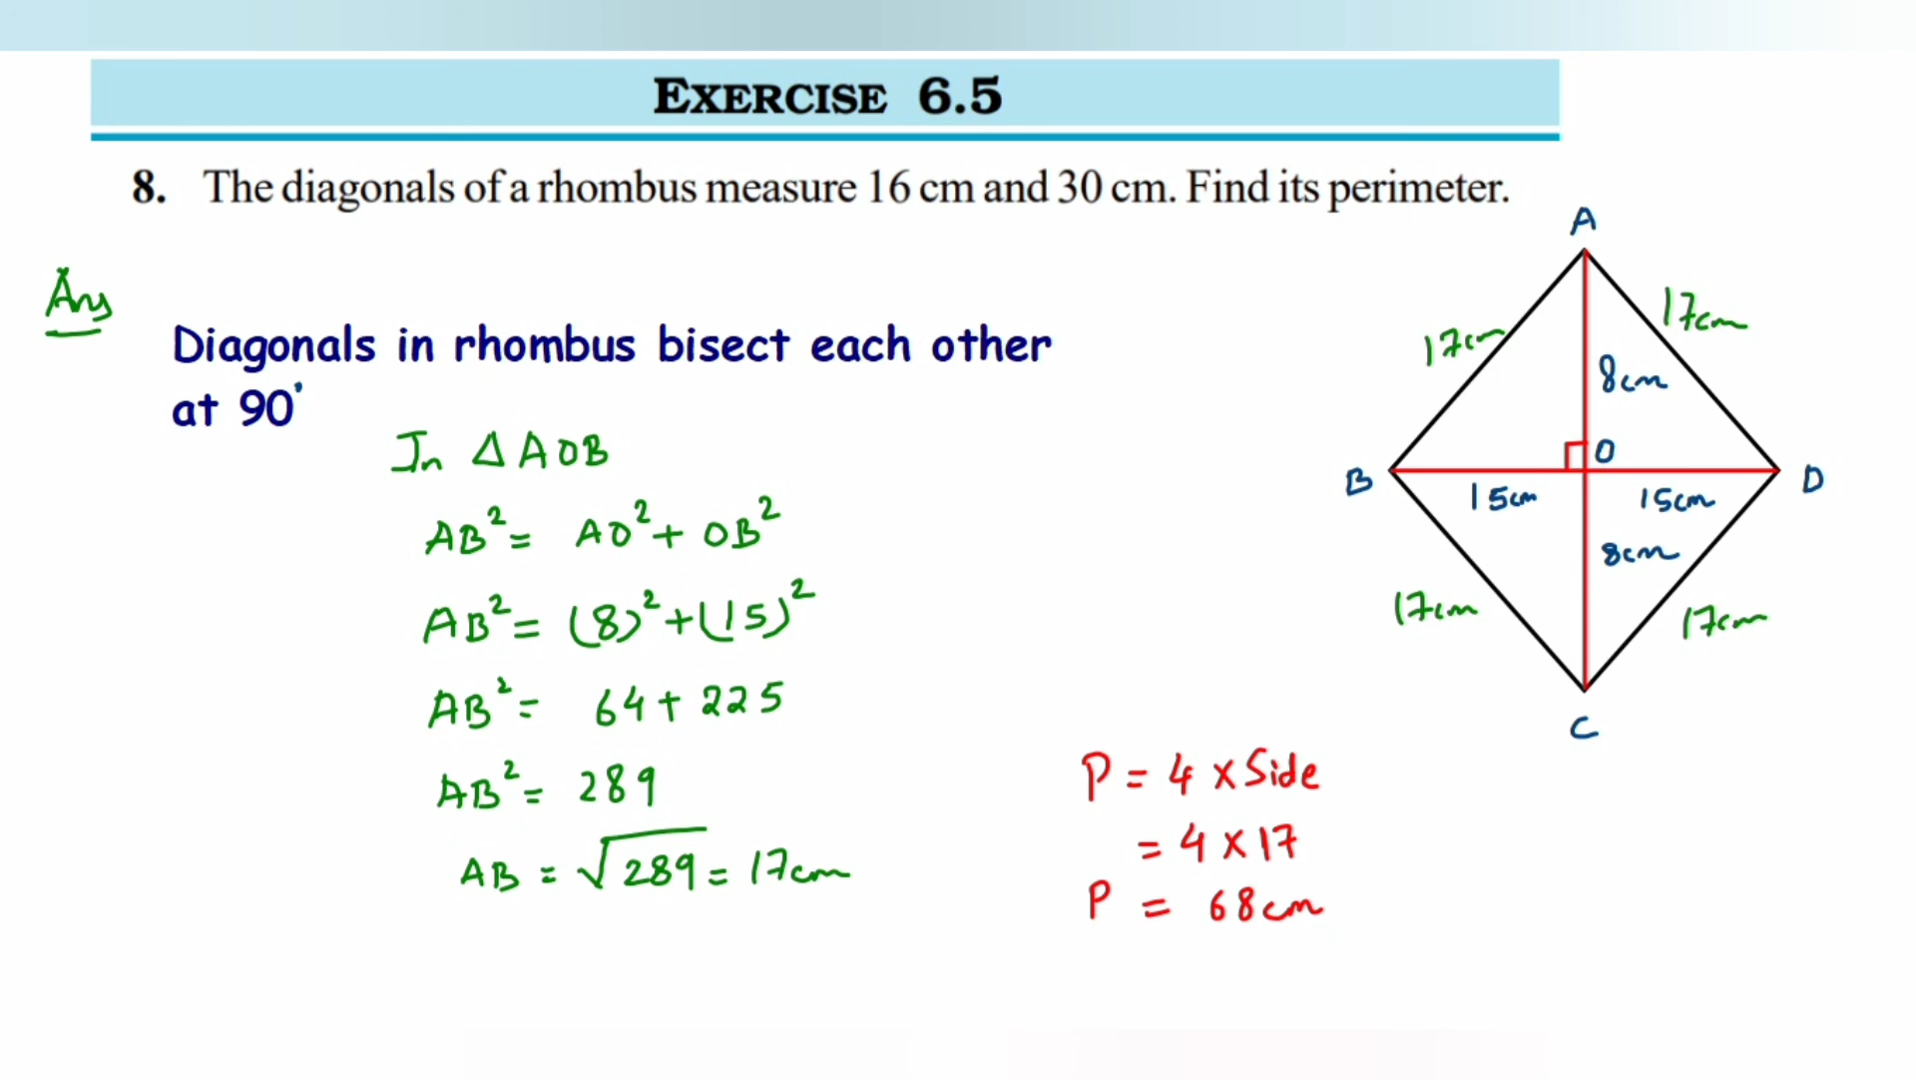 EXERCISE 6.5
8. The diagonals of a rhombus measure 16 cm and 30 cm. Find its perimeter.
Ans
Diagonals in rhombus bisect each other
at 90°
In △AOB
AB² = AO² + OB²
AB² = (8)² + (15)²
AB² = 64 + 225
AB² = 289
AB = √289 = 17cm
P = 4 × Side
= 4 × 17
P = 68cm
A
17cm
17cm
8cm
O
B
D
15cm
15cm
8cm
17cm
17cm
C